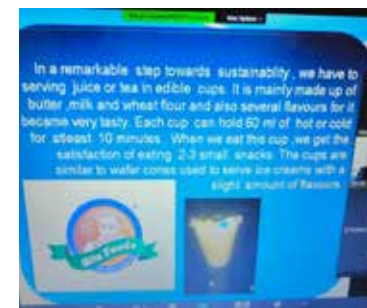 In a remarkable step towards sustainablity , we have to
serving juice or tea in edible cups. It is mainly made up of
butter ,milk and wheat flour and also several flavours for it
became very tasty. Each cup can hold 60 ml of hot or cold
for atleast 10 minutes. When we eat this cup ,we get the
satisfaction of eating 2-3 small snacks. The cups are
similar to wafer cones used to serve ice creams with a
slight amount of flavours